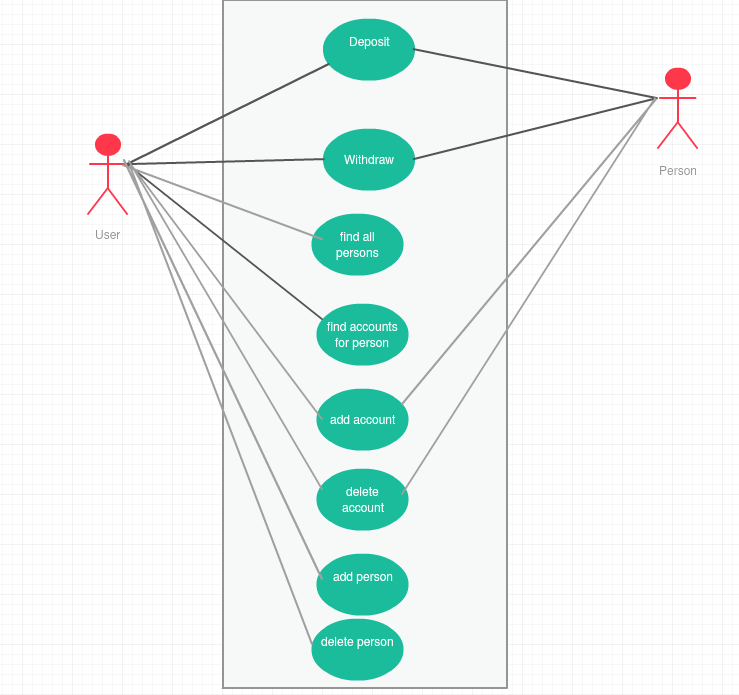 Deposit
Withdraw
Person
User
find all
persons
find accounts
for person
add account
delete
account
add person
delete person